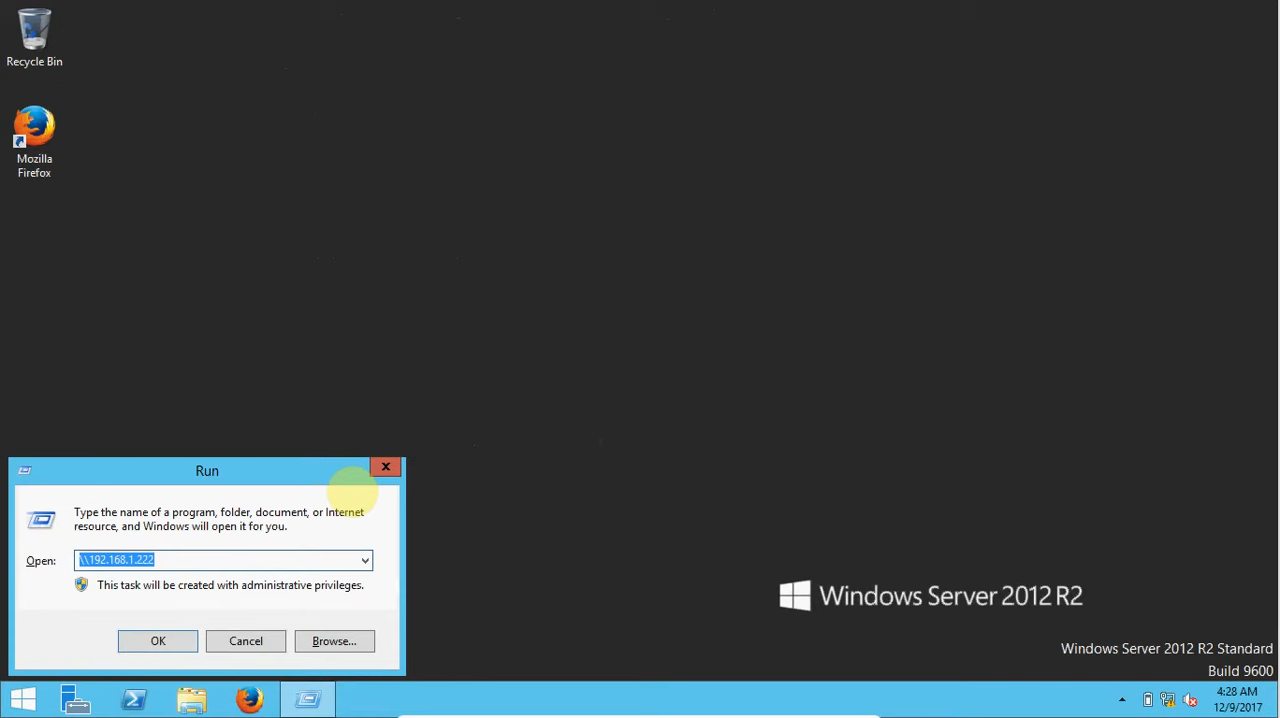 Recycle Bin
Mozilla
Firefox
Run
x
Type the name of a program, folder, document, or Internet
resource, and Windows will open it for you.
Open:
\\192.168.1.222
This task will be created with administrative privileges.
OK
Cancel
Browse...
Windows Server 2012 R2
Windows Server 2012 R2 Standard
Build 9600
4:28 AM
12/9/2017